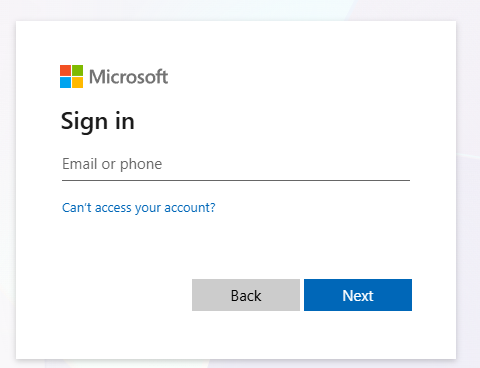 Microsoft
Sign in
Email or phone
Can't access your account?
Back
Next